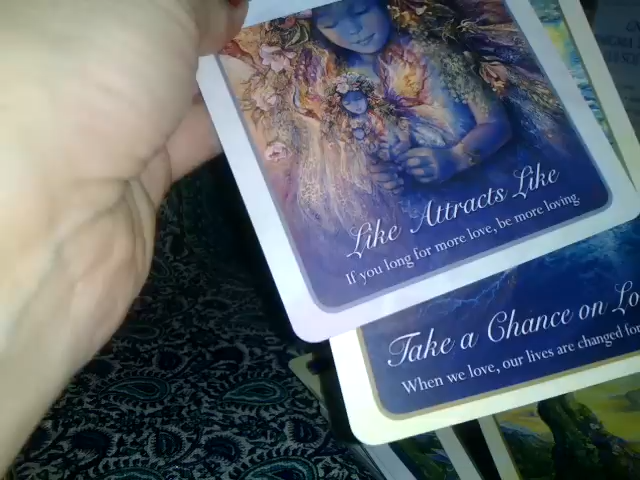 Like Attracts Like
If you long for more love, be more loving
Take a Chance on
When we love, our lives are changed